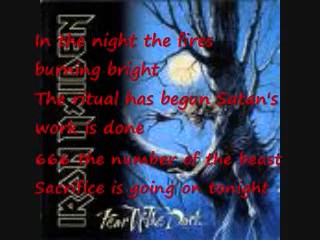 IRON MAIDEN
In the night the fires
burning bright
The ritual has begun Satan's
work is done
666 the number of the beast
Sacrifice is going on tonight
Fear Of The Dark